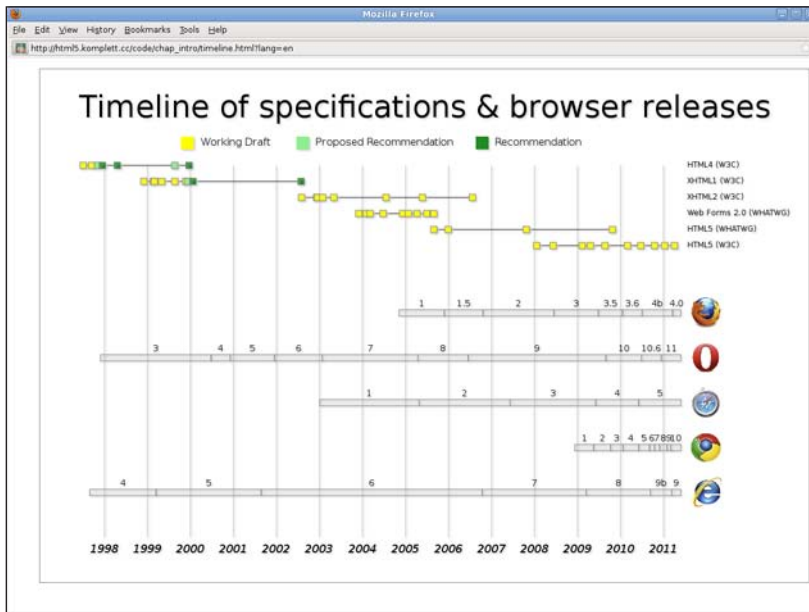 Mozilla Firefox
File Edit View History Bookmarks Tools Help
http://html5.komplett.cc/code/chap_intro/timeline.html?lang=en
Timeline of specifications & browser releases
Working Draft Proposed Recommendation Recommendation
HTML4 (W3C)
XHTML1 (W3C)
XHTML2 (W3C)
Web Forms 2.0 (WHATWG)
HTML5 (WHATWG)
HTML5 (W3C)
1 1.5 2 3 3.5 3.6 4b 4.0
3 4 5 6 7 8 9 10 10.6 11
1 2 3 4 5
1 2 3 4 5 6 7 8 9 10
4 5 6 7 8 9b 9
1998 1999 2000 2001 2002 2003 2004 2005 2006 2007 2008 2009 2010 2011